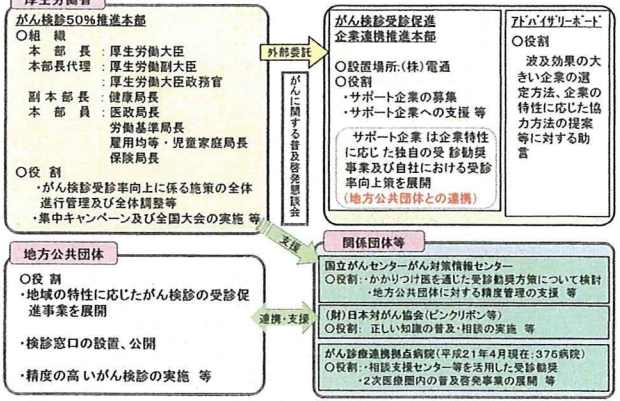 厚生労働省
がん検診50%推進本部
○組 織
本 部 長 : 厚生労働大臣
本部長代理 : 厚生労働副大臣
: 厚生労働大臣政務官
副 本 部 長 : 健康局長
本 部 員 : 医政局長
労働基準局長
雇用均等・児童家庭局長
保険局長
○役 割
・がん検診受診率向上に係る施策の全体
進行管理及び全体調整等
・集中キャンペーン及び全国大会の実施 等
外部委託
がんに関する普及啓発懇談会
がん検診受診促進
企業連携推進本部
○設置場所:(株)電通
○役割
・サポート企業の募集
・サポート企業への支援 等
サポート企業 は企業特性
に応じ た独自の受 診勧奨
事業及び自社における受診
率向上策を展開
(地方公共団体との連携)
アドバイザリーボード
○役割
波及効果の大
きい企業の選
定方法、企業の
特性に応じた協
力方法の提案
等に対する助
言
支援
地方公共団体
○役 割
・地域の特性に応じたがん検診の受診促
進事業を展開
・検診窓口の設置、公開
・精度の高いがん検診の実施 等
連携・支援
関係団体等
国立がんセンターがん対策情報センター
○役割:・かかりつけ医を通じた受診勧奨方策について検討
・地方公共団体に対する精度管理の支援 等
(財)日本対がん協会(ピンクリボン等)
○役割: 正しい知識の普及・相談の実施 等
がん診療連携拠点病院(平成21年4月現在:375病院)
○役割:・相談支援センター等を活用した受診勧奨
・2次医療圏内の普及啓発事業の展開 等